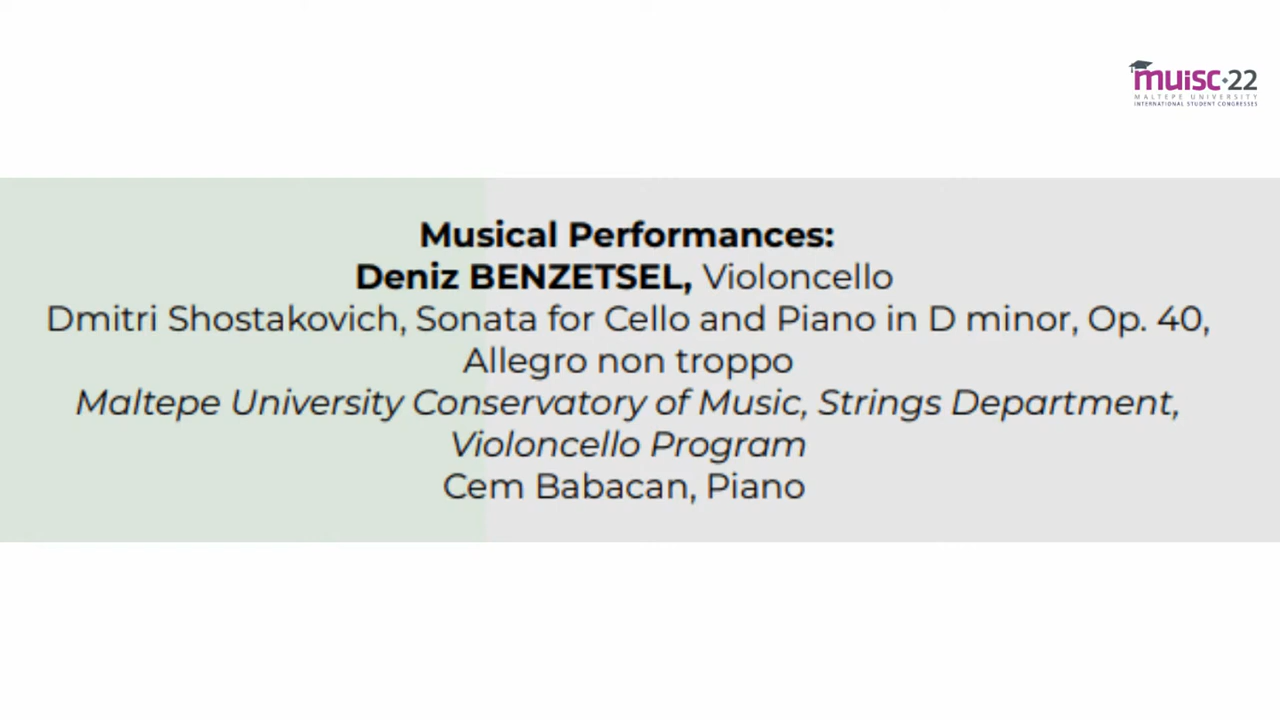 muisc·22
MALTEPE UNIVERSITY
INTERNATIONAL STUDENT CONGRESSES
Musical Performances:
Deniz BENZETSEL, Violoncello
Dmitri Shostakovich, Sonata for Cello and Piano in D minor, Op. 40,
Allegro non troppo
Maltepe University Conservatory of Music, Strings Department,
Violoncello Program
Cem Babacan, Piano